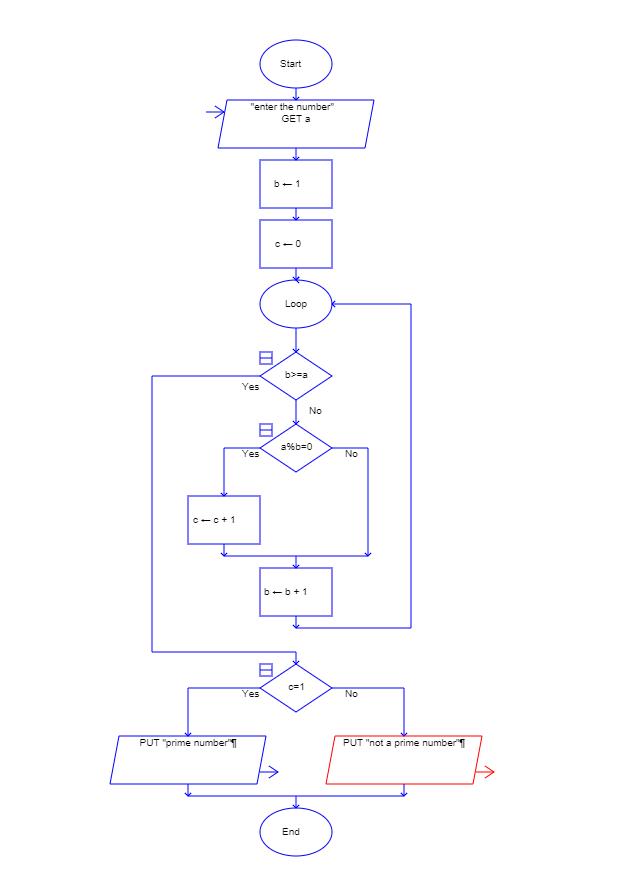 Start
"enter the number"
GET a
b ← 1
c ← 0
Loop
b>=a
Yes
No
a%b=0
Yes
No
c ← c + 1
b ← b + 1
c=1
Yes
No
PUT "prime number"¶
PUT "not a prime number"¶
End